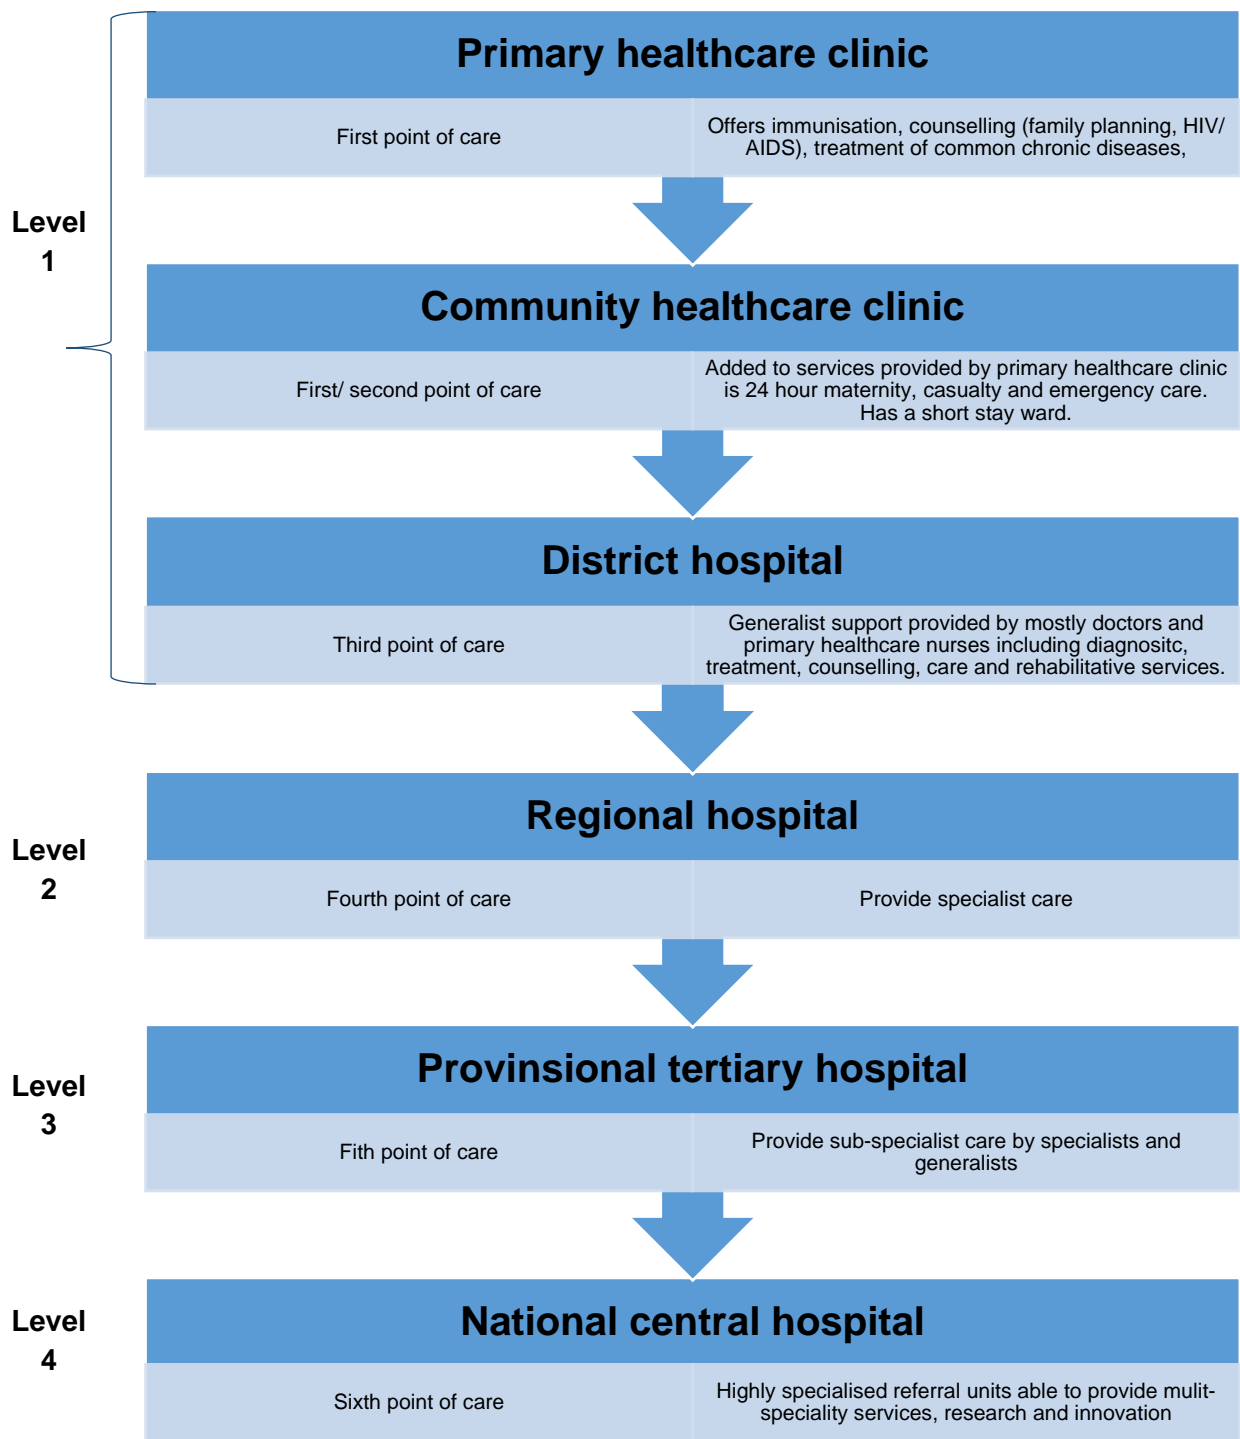 Primary healthcare clinic
First point of care
Offers immunisation, counselling (family planning, HIV/
AIDS), treatment of common chronic diseases,
Level
1
Community healthcare clinic
First/ second point of care
Added to services provided by primary healthcare clinic
is 24 hour maternity, casualty and emergency care.
Has a short stay ward.
District hospital
Third point of care
Generalist support provided by mostly doctors and
primary healthcare nurses including diagnositc,
treatment, counselling, care and rehabilitative services.
Level
2
Regional hospital
Fourth point of care
Provide specialist care
Level
3
Provinsional tertiary hospital
Fith point of care
Provide sub-specialist care by specialists and
generalists
Level
4
National central hospital
Sixth point of care
Highly specialised referral units able to provide mulit-
speciality services, research and innovation